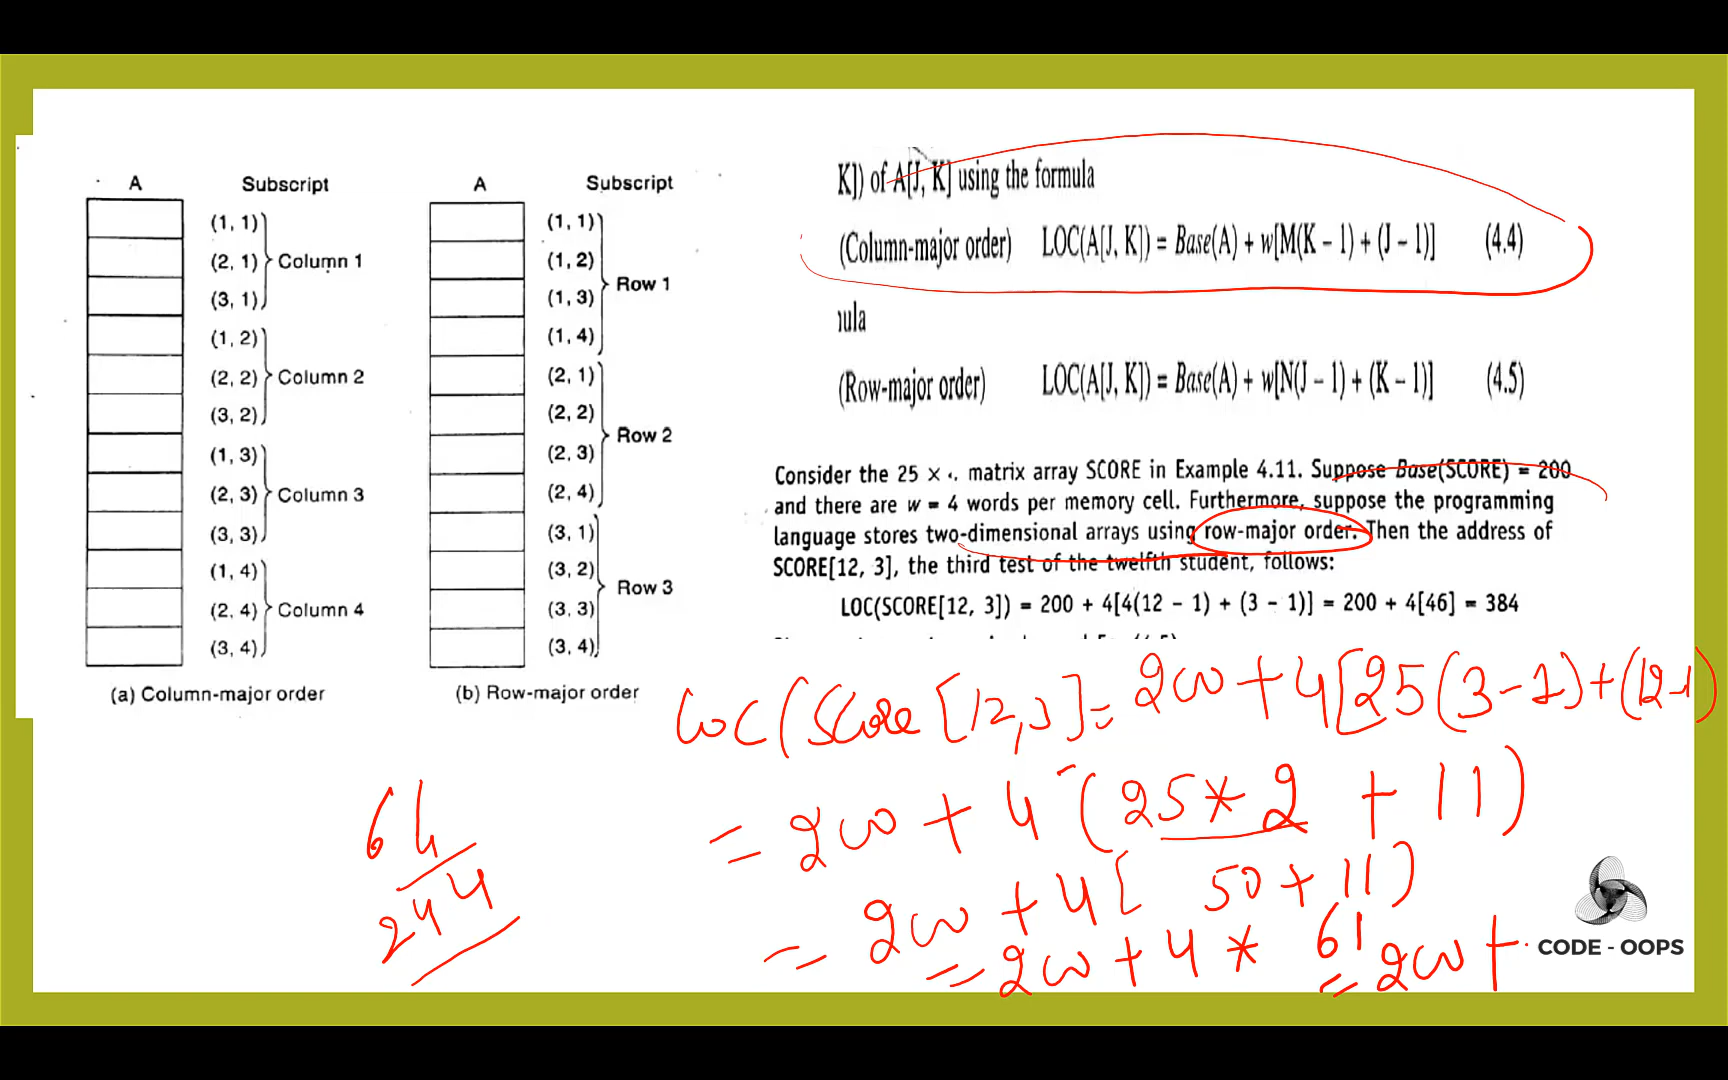 A Subscript
(1, 1)
(2, 1) Column 1
(3, 1)
(1, 2)
(2, 2) Column 2
(3, 2)
(1, 3)
(2, 3) Column 3
(3, 3)
(1, 4)
(2, 4) Column 4
(3, 4)
(a) Column-major order
A Subscript
(1, 1)
(1, 2)
Row 1
(1, 3)
(1, 4)
(2, 1)
(2, 2)
Row 2
(2, 3)
(2, 4)
(3, 1)
(3, 2)
Row 3
(3, 3)
(3, 4)
(b) Row-major order
K]) of A[J, K] using the formula
(Column-major order) LOC(A[J, K]) = Base(A) + w[M(K - 1) + (J - 1)] (4.4)
ula
(Row-major order) LOC(A[J, K]) = Base(A) + w[N(J - 1) + (K - 1)] (4.5)
Consider the 25 × matrix array SCORE in Example 4.11. Suppose Base(SCORE) = 200
and there are w = 4 words per memory cell. Furthermore, suppose the programming
language stores two-dimensional arrays using row-major order. Then the address of
SCORE[12, 3], the third test of the twelfth student, follows:
LOC(SCORE[12, 3]) = 200 + 4[4(12 - 1) + (3 - 1)] = 200 + 4[46] = 384
LOC(SCORE[12,3] = 200 + 4[25(3-1)+(12-1)
= 200 + 4(25*2 + 11)
= 200 + 4[ 50+11)
= 200 + 4 * 61
= 200 +
244
CODE - OOPS